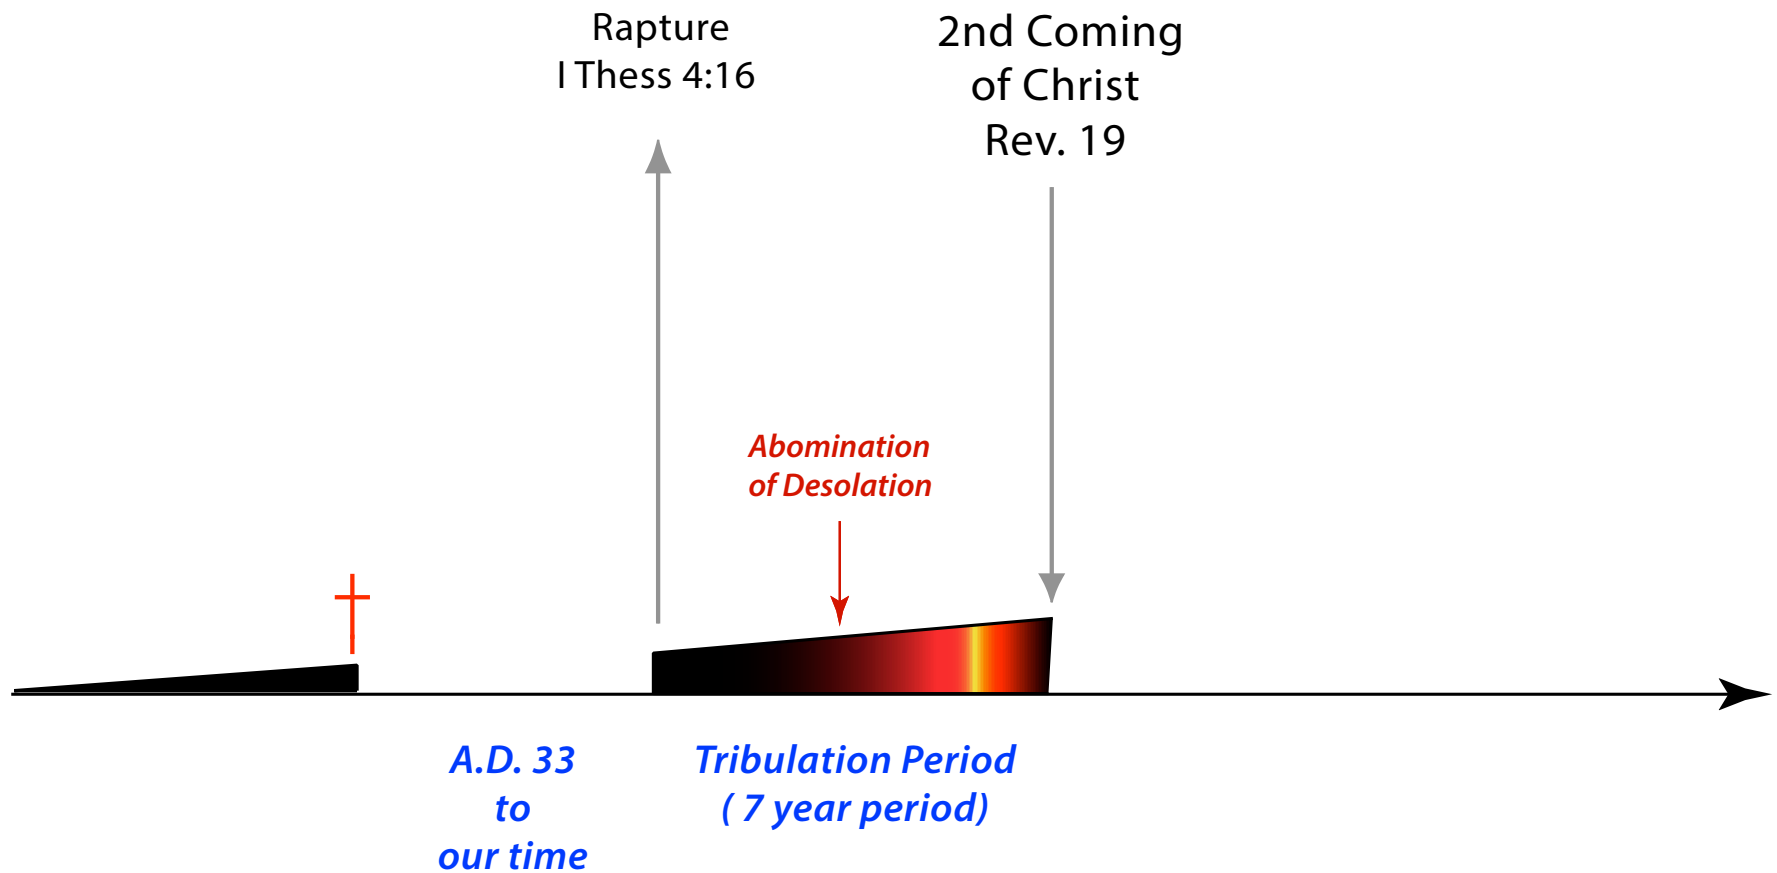 Rapture
I Thess 4:16
2nd Coming
of Christ
Rev. 19
Abomination
of Desolation
A.D. 33
to
our time
Tribulation Period
( 7 year period)